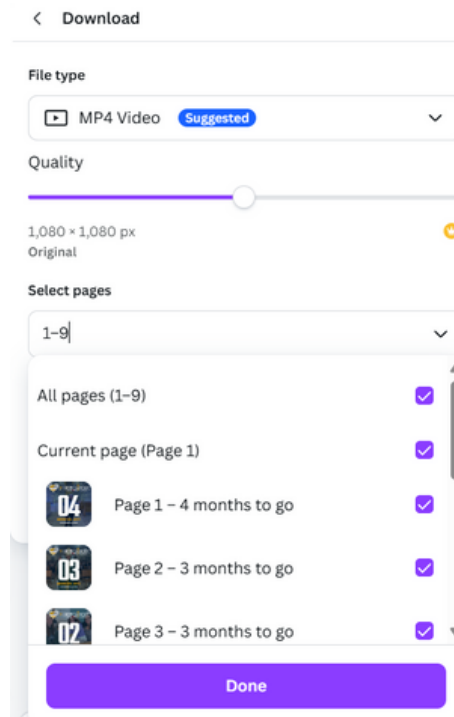 Download
File type
MP4 Video Suggested
Quality
1,080 × 1,080 px
Original
Select pages
1–9
All pages (1–9)
Current page (Page 1)
04 Page 1 – 4 months to go
03 Page 2 – 3 months to go
02 Page 3 – 3 months to go
Done